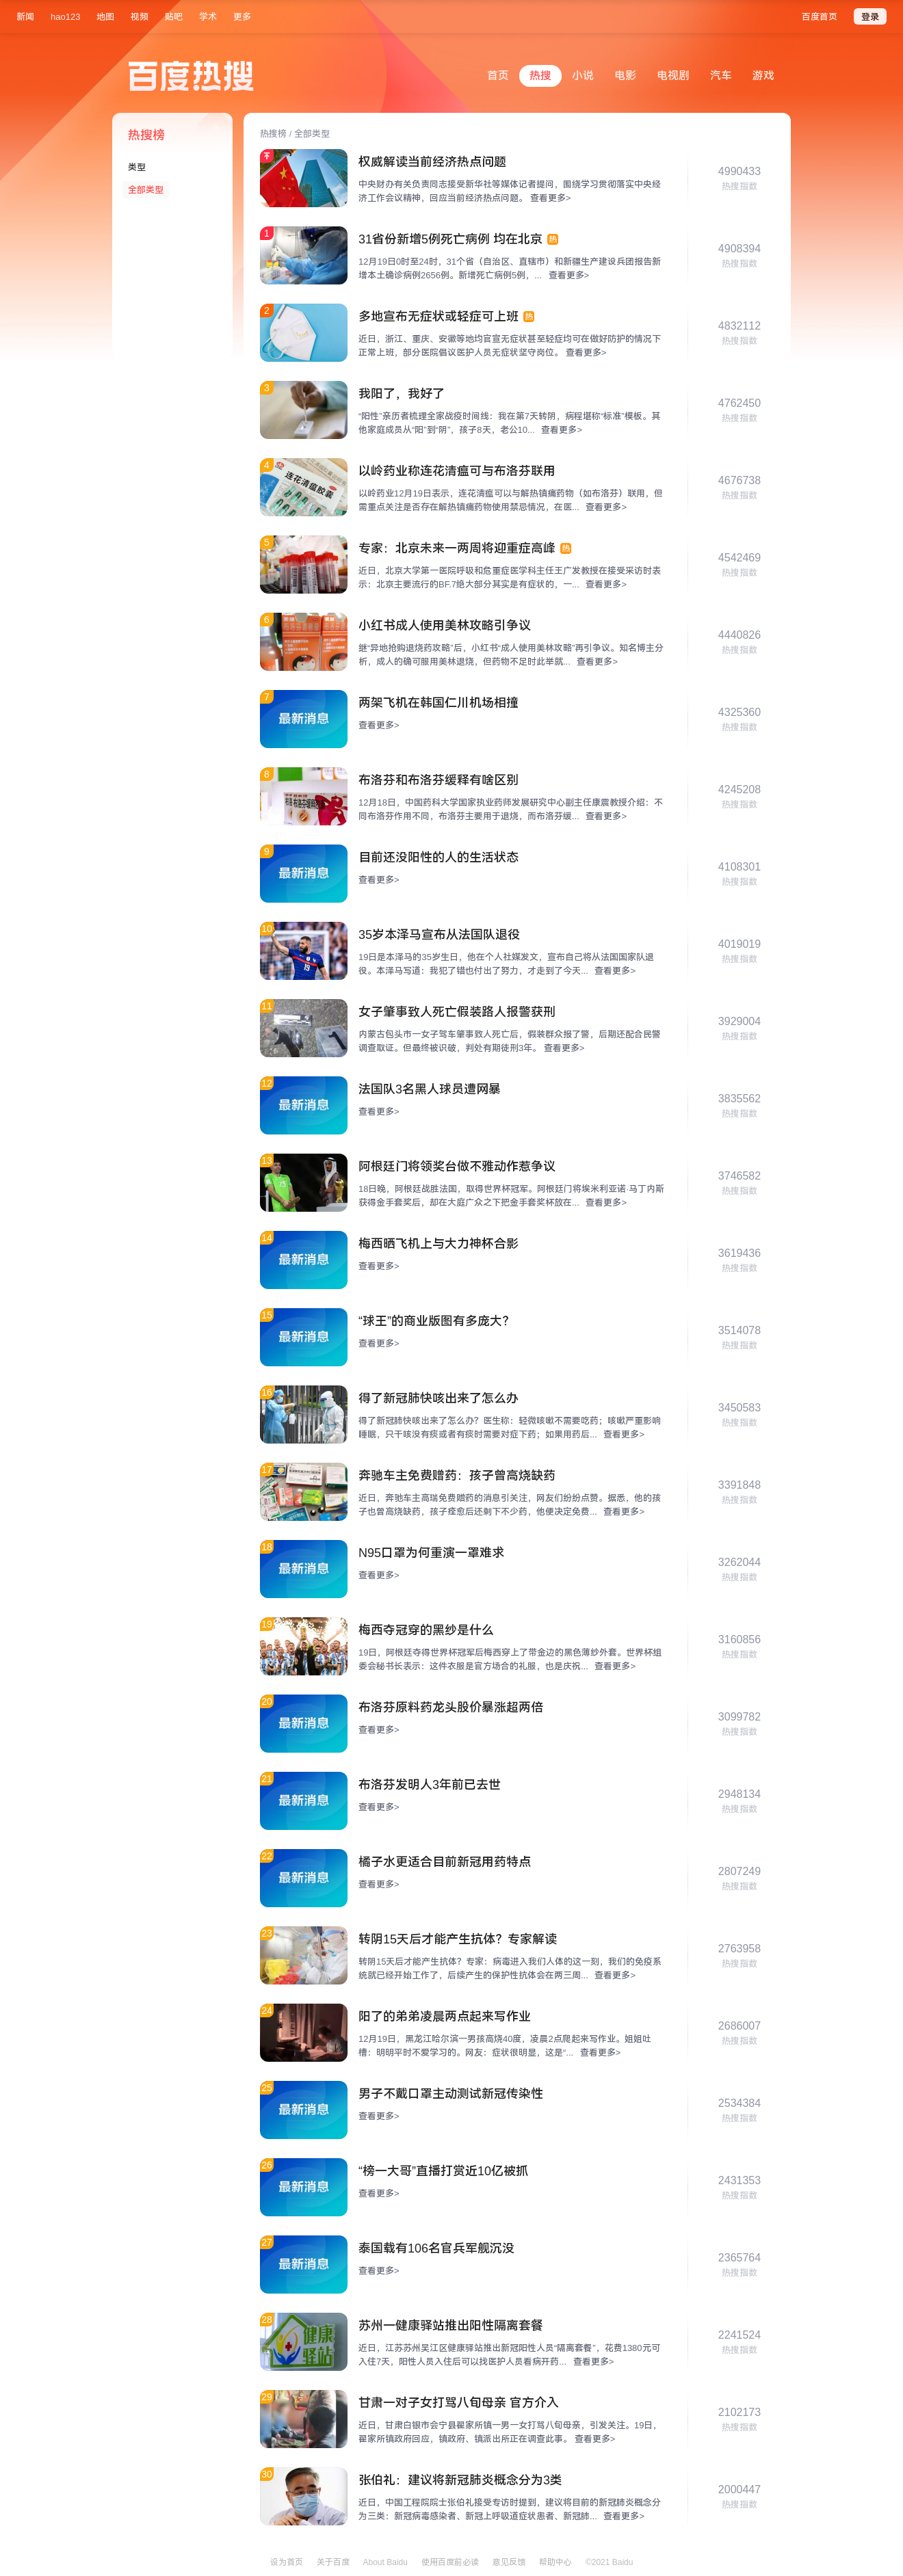 新闻 hao123 地图 视频 贴吧 学术 更多 百度首页 登录
百度热搜
首页 热搜 小说 电影 电视剧 汽车 游戏
热搜榜
类型
全部类型
热搜榜 / 全部类型
权威解读当前经济热点问题
中央财办有关负责同志接受新华社等媒体记者提问，围绕学习贯彻落实中央经
济工作会议精神，回应当前经济热点问题。 查看更多>
4990433
热搜指数
1
31省份新增5例死亡病例 均在北京 热
12月19日0时至24时，31个省（自治区、直辖市）和新疆生产建设兵团报告新
增本土确诊病例2656例。新增死亡病例5例，... 查看更多>
4908394
热搜指数
2
多地宣布无症状或轻症可上班 热
近日，浙江、重庆、安徽等地均官宣无症状甚至轻症均可在做好防护的情况下
正常上班，部分医院倡议医护人员无症状坚守岗位。 查看更多>
4832112
热搜指数
3
我阳了，我好了
“阳性”亲历者梳理全家战疫时间线：我在第7天转阴，病程堪称“标准”模板。其
他家庭成员从“阳”到“阴”，孩子8天，老公10... 查看更多>
4762450
热搜指数
4
连花清瘟胶囊
以岭药业称连花清瘟可与布洛芬联用
以岭药业12月19日表示，连花清瘟可以与解热镇痛药物（如布洛芬）联用，但
需重点关注是否存在解热镇痛药物使用禁忌情况，在医... 查看更多>
4676738
热搜指数
5
专家：北京未来一两周将迎重症高峰 热
近日，北京大学第一医院呼吸和危重症医学科主任王广发教授在接受采访时表
示：北京主要流行的BF.7绝大部分其实是有症状的，一... 查看更多>
4542469
热搜指数
6
小红书成人使用美林攻略引争议
继“异地抢购退烧药攻略”后，小红书“成人使用美林攻略”再引争议。知名博主分
析，成人的确可服用美林退烧，但药物不足时此举就... 查看更多>
4440826
热搜指数
7
最新消息
两架飞机在韩国仁川机场相撞
查看更多>
4325360
热搜指数
8
布洛芬和布洛芬缓释有啥区别
12月18日，中国药科大学国家执业药师发展研究中心副主任康震教授介绍：不
同布洛芬作用不同，布洛芬主要用于退烧，而布洛芬缓... 查看更多>
4245208
热搜指数
9
最新消息
目前还没阳性的人的生活状态
查看更多>
4108301
热搜指数
10
35岁本泽马宣布从法国队退役
19日是本泽马的35岁生日，他在个人社媒发文，宣布自己将从法国国家队退
役。本泽马写道：我犯了错也付出了努力，才走到了今天... 查看更多>
4019019
热搜指数
11
女子肇事致人死亡假装路人报警获刑
内蒙古包头市一女子驾车肇事致人死亡后，假装群众报了警，后期还配合民警
调查取证。但最终被识破，判处有期徒刑3年。 查看更多>
3929004
热搜指数
12
最新消息
法国队3名黑人球员遭网暴
查看更多>
3835562
热搜指数
13
阿根廷门将领奖台做不雅动作惹争议
18日晚，阿根廷战胜法国，取得世界杯冠军。阿根廷门将埃米利亚诺·马丁内斯
获得金手套奖后，却在大庭广众之下把金手套奖杯放在... 查看更多>
3746582
热搜指数
14
最新消息
梅西晒飞机上与大力神杯合影
查看更多>
3619436
热搜指数
15
最新消息
“球王”的商业版图有多庞大？
查看更多>
3514078
热搜指数
16
得了新冠肺快咳出来了怎么办
得了新冠肺快咳出来了怎么办？医生称：轻微咳嗽不需要吃药；咳嗽严重影响
睡眠，只干咳没有痰或者有痰时需要对症下药；如果用药后... 查看更多>
3450583
热搜指数
17
奔驰车主免费赠药：孩子曾高烧缺药
近日，奔驰车主高瑞免费赠药的消息引关注，网友们纷纷点赞。据悉，他的孩
子也曾高烧缺药，孩子痊愈后还剩下不少药，他便决定免费... 查看更多>
3391848
热搜指数
18
最新消息
N95口罩为何重演一罩难求
查看更多>
3262044
热搜指数
19
梅西夺冠穿的黑纱是什么
19日，阿根廷夺得世界杯冠军后梅西穿上了带金边的黑色薄纱外套。世界杯组
委会秘书长表示：这件衣服是官方场合的礼服，也是庆祝... 查看更多>
3160856
热搜指数
20
最新消息
布洛芬原料药龙头股价暴涨超两倍
查看更多>
3099782
热搜指数
21
最新消息
布洛芬发明人3年前已去世
查看更多>
2948134
热搜指数
22
最新消息
橘子水更适合目前新冠用药特点
查看更多>
2807249
热搜指数
23
转阴15天后才能产生抗体？专家解读
转阴15天后才能产生抗体？专家：病毒进入我们人体的这一刻，我们的免疫系
统就已经开始工作了，后续产生的保护性抗体会在两三周... 查看更多>
2763958
热搜指数
24
阳了的弟弟凌晨两点起来写作业
12月19日，黑龙江哈尔滨一男孩高烧40度，凌晨2点爬起来写作业。姐姐吐
槽：明明平时不爱学习的。网友：症状很明显，这是“... 查看更多>
2686007
热搜指数
25
最新消息
男子不戴口罩主动测试新冠传染性
查看更多>
2534384
热搜指数
26
最新消息
“榜一大哥”直播打赏近10亿被抓
查看更多>
2431353
热搜指数
27
最新消息
泰国载有106名官兵军舰沉没
查看更多>
2365764
热搜指数
28
健康
驿站
苏州一健康驿站推出阳性隔离套餐
近日，江苏苏州吴江区健康驿站推出新冠阳性人员“隔离套餐”，花费1380元可
入住7天，阳性人员入住后可以找医护人员看病开药... 查看更多>
2241524
热搜指数
29
甘肃一对子女打骂八旬母亲 官方介入
近日，甘肃白银市会宁县翟家所镇一男一女打骂八旬母亲，引发关注。19日，
翟家所镇政府回应，镇政府、镇派出所正在调查此事。 查看更多>
2102173
热搜指数
30
张伯礼：建议将新冠肺炎概念分为3类
近日，中国工程院院士张伯礼接受专访时提到，建议将目前的新冠肺炎概念分
为三类：新冠病毒感染者、新冠上呼吸道症状患者、新冠肺... 查看更多>
2000447
热搜指数
设为首页 关于百度 About Baidu 使用百度前必读 意见反馈 帮助中心 ©2021 Baidu